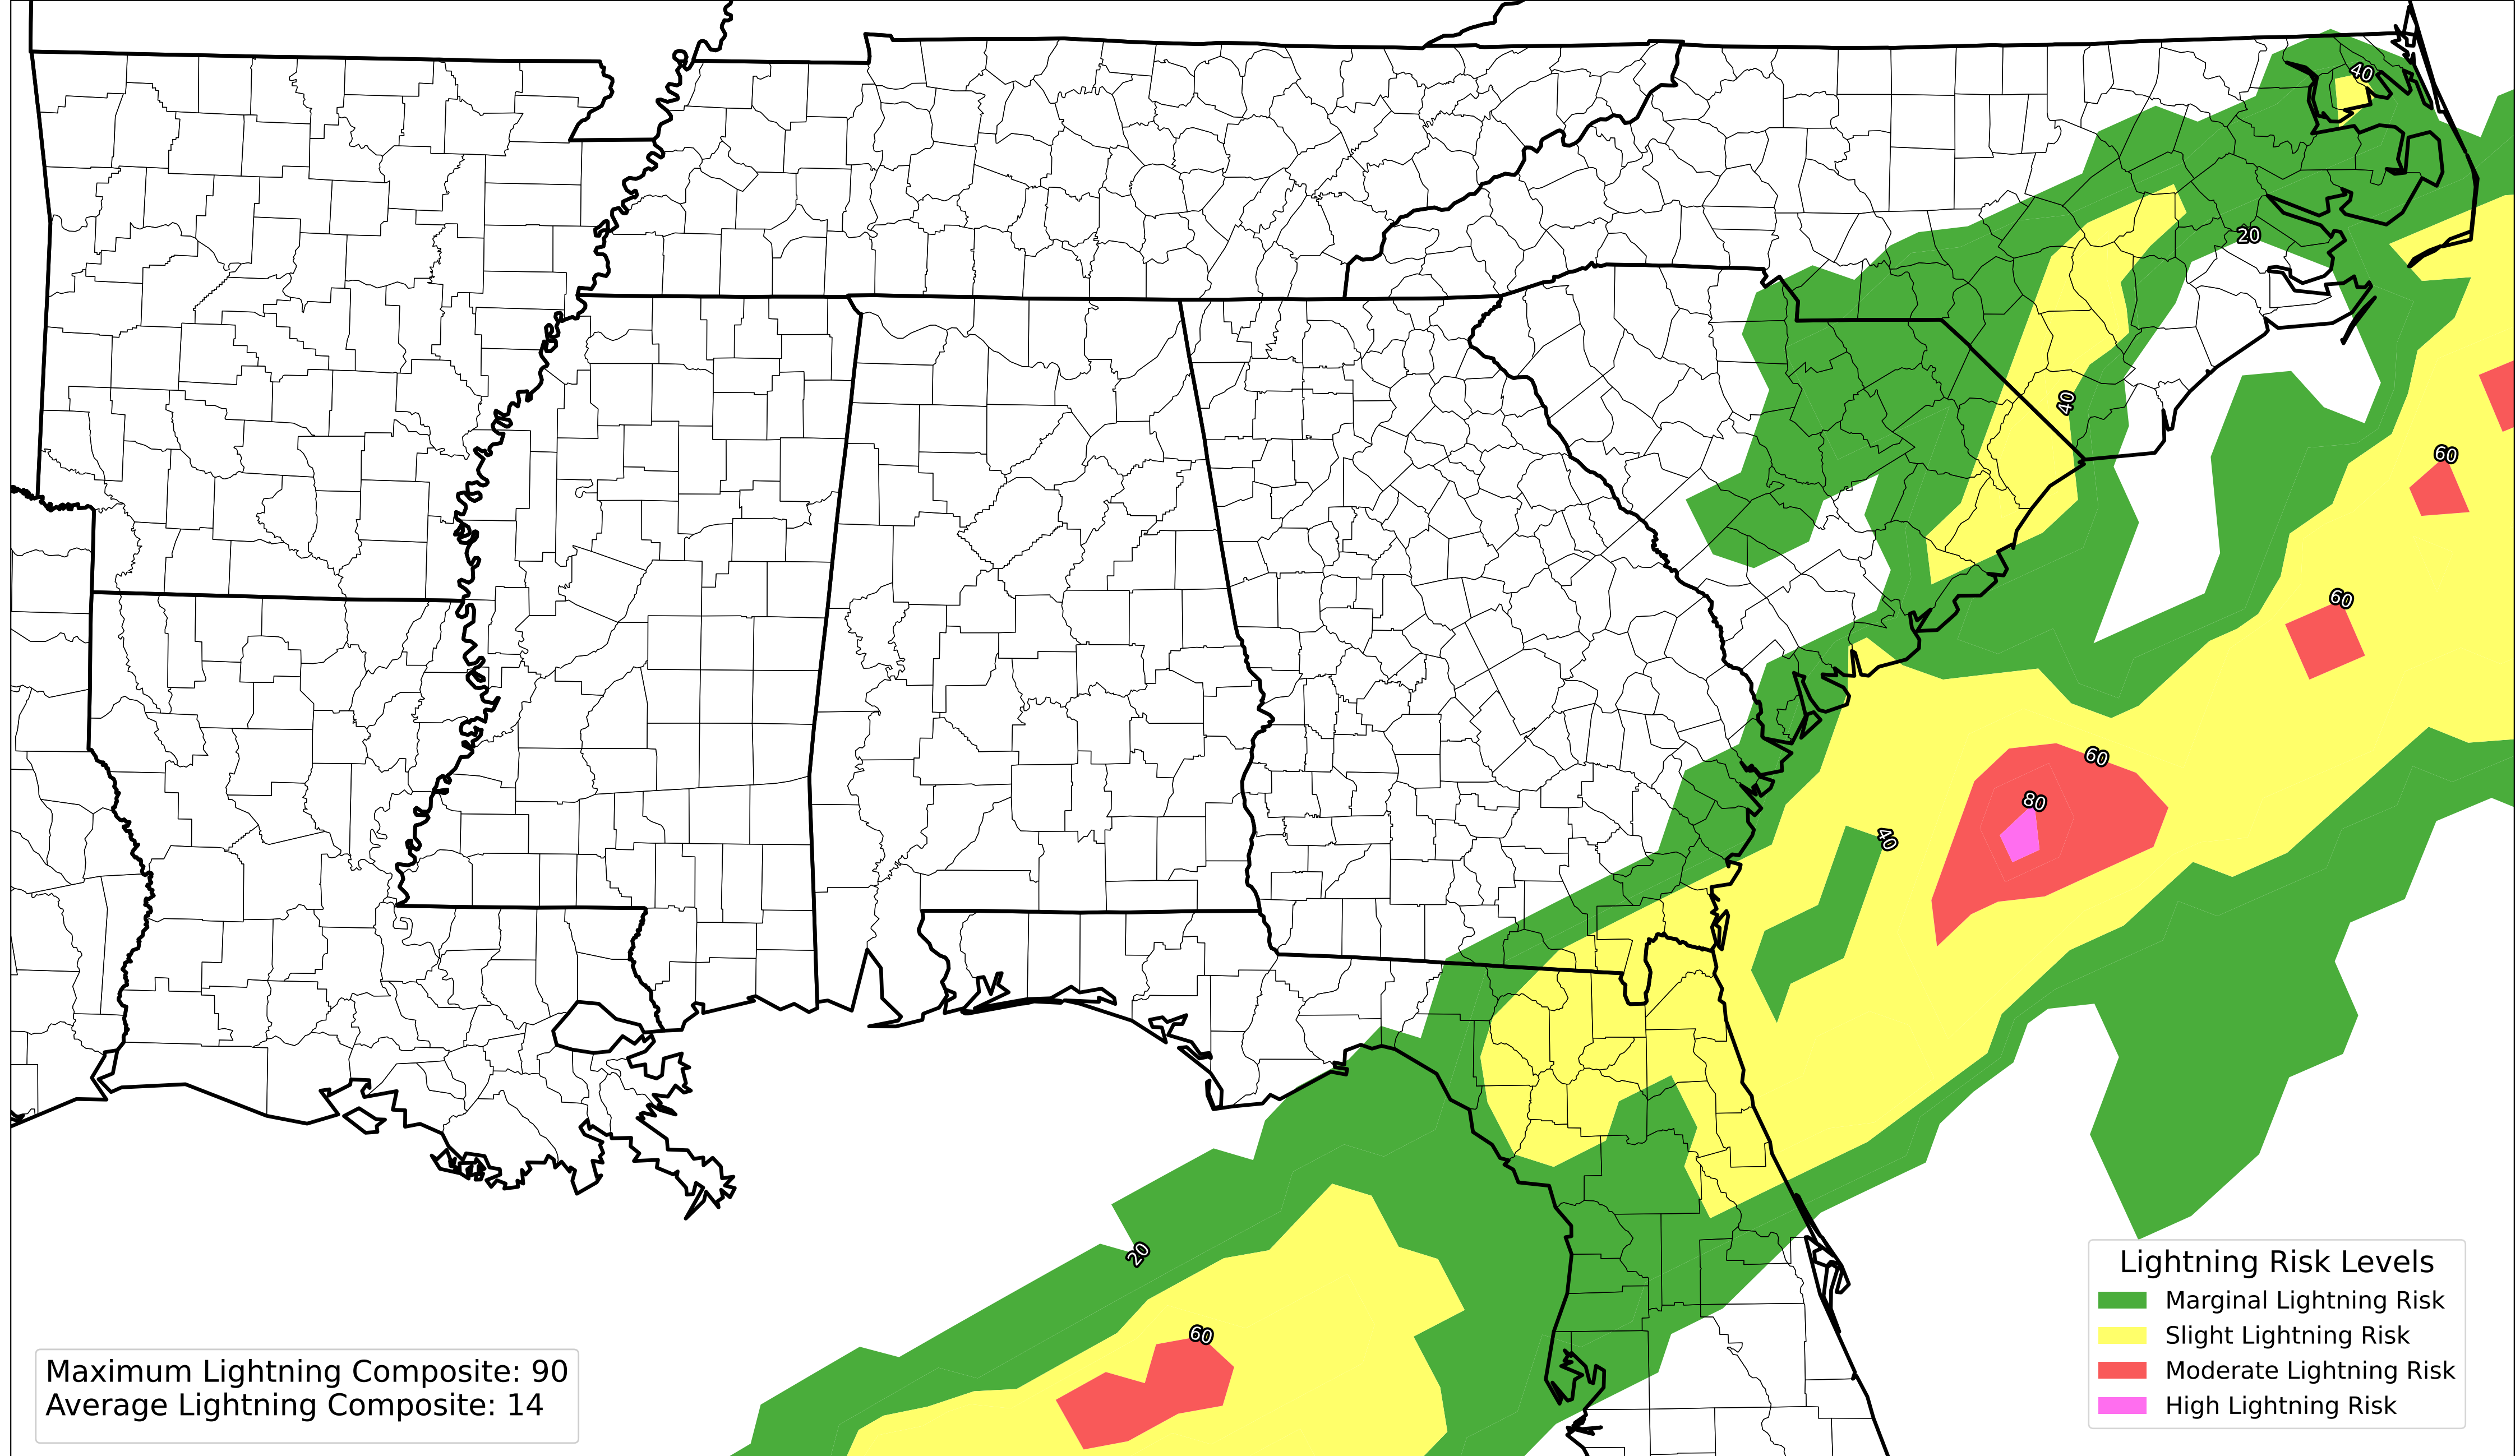 40
20
40
60
60
60
80
40
20
60
Lightning Risk Levels
Marginal Lightning Risk
Slight Lightning Risk
Moderate Lightning Risk
High Lightning Risk
Maximum Lightning Composite: 90
Average Lightning Composite: 14